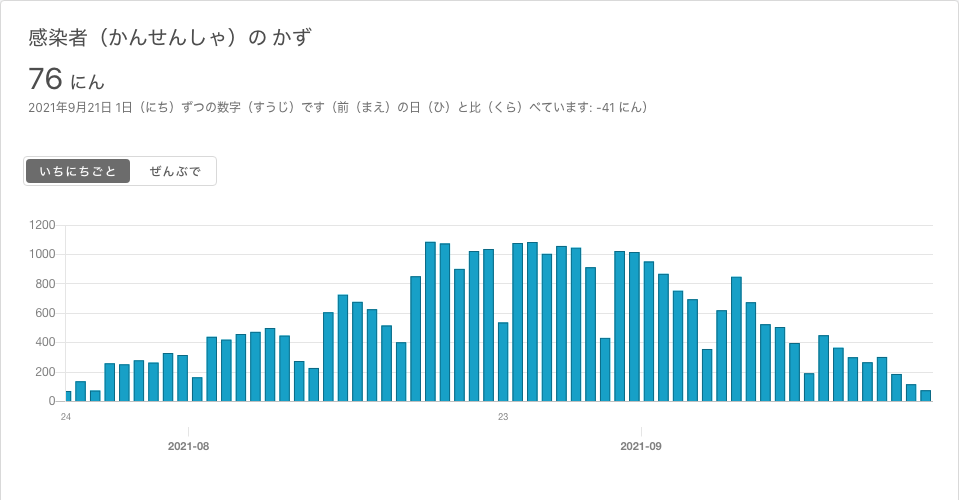 感染者（かんせんしゃ）の かず
76 にん
2021年9月21日 1日（にち）ずつの数字（すうじ）です（前（まえ）の日（ひ）と比（くら）べています: -41 にん）
いちにちごと ぜんぶで
1200
1000
800
600
400
200
0
24 23
2021-08 2021-09